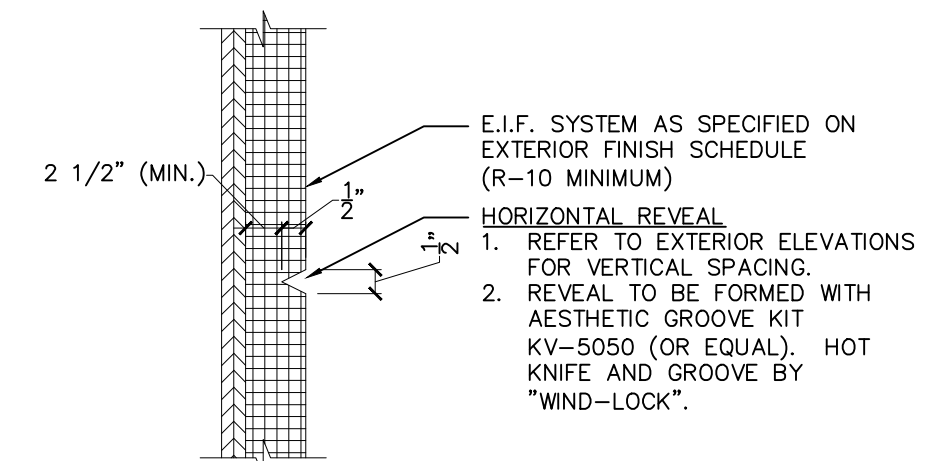 E.I.F. SYSTEM AS SPECIFIED ON
EXTERIOR FINISH SCHEDULE
(R-10 MINIMUM)
2 1/2" (MIN.)
1/2"
HORIZONTAL REVEAL
1. REFER TO EXTERIOR ELEVATIONS
FOR VERTICAL SPACING.
1/2"
2. REVEAL TO BE FORMED WITH
AESTHETIC GROOVE KIT
KV-5050 (OR EQUAL). HOT
KNIFE AND GROOVE BY
"WIND-LOCK".